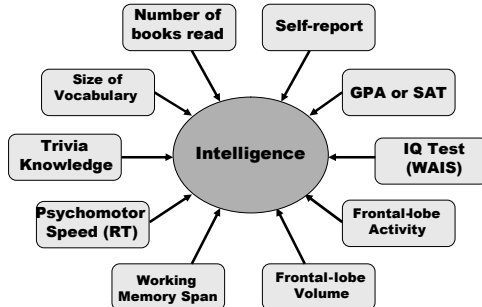 Number of
books read
Self-report
Size of
Vocabulary
GPA or SAT
Trivia
Knowledge
Intelligence
IQ Test
(WAIS)
Psychomotor
Speed (RT)
Frontal-lobe
Activity
Working
Memory Span
Frontal-lobe
Volume